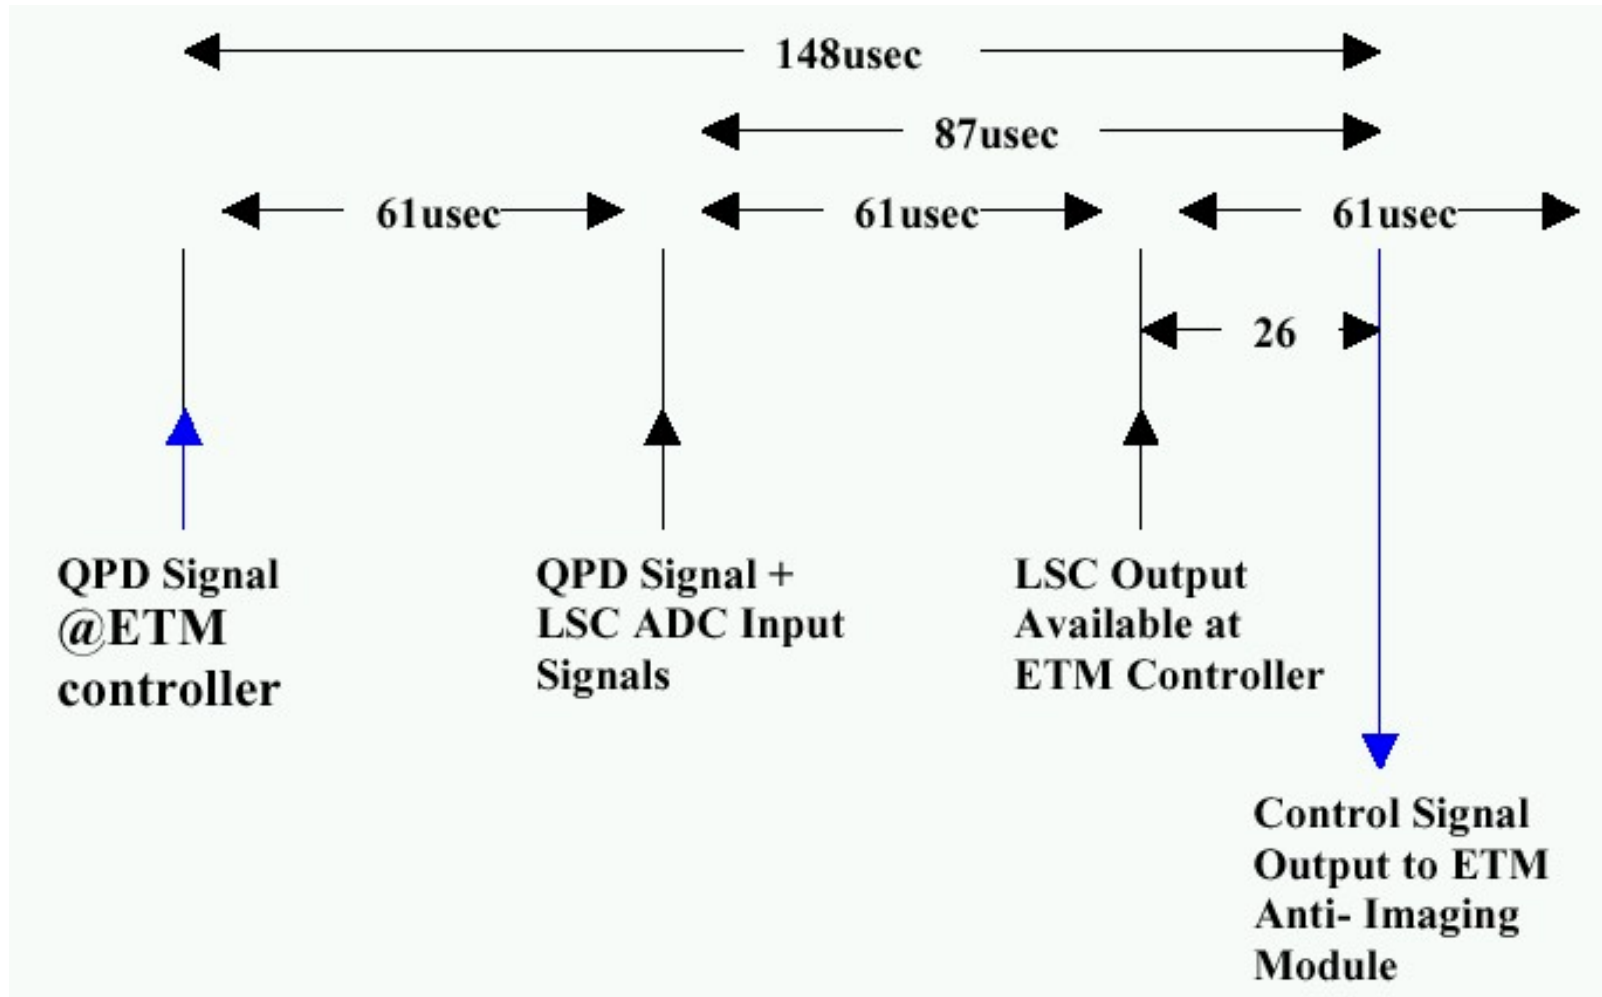 148usec
87usec
61usec
61usec
61usec
26
QPD Signal
@ETM
controller
QPD Signal +
LSC ADC Input
Signals
LSC Output
Available at
ETM Controller
Control Signal
Output to ETM
Anti- Imaging
Module